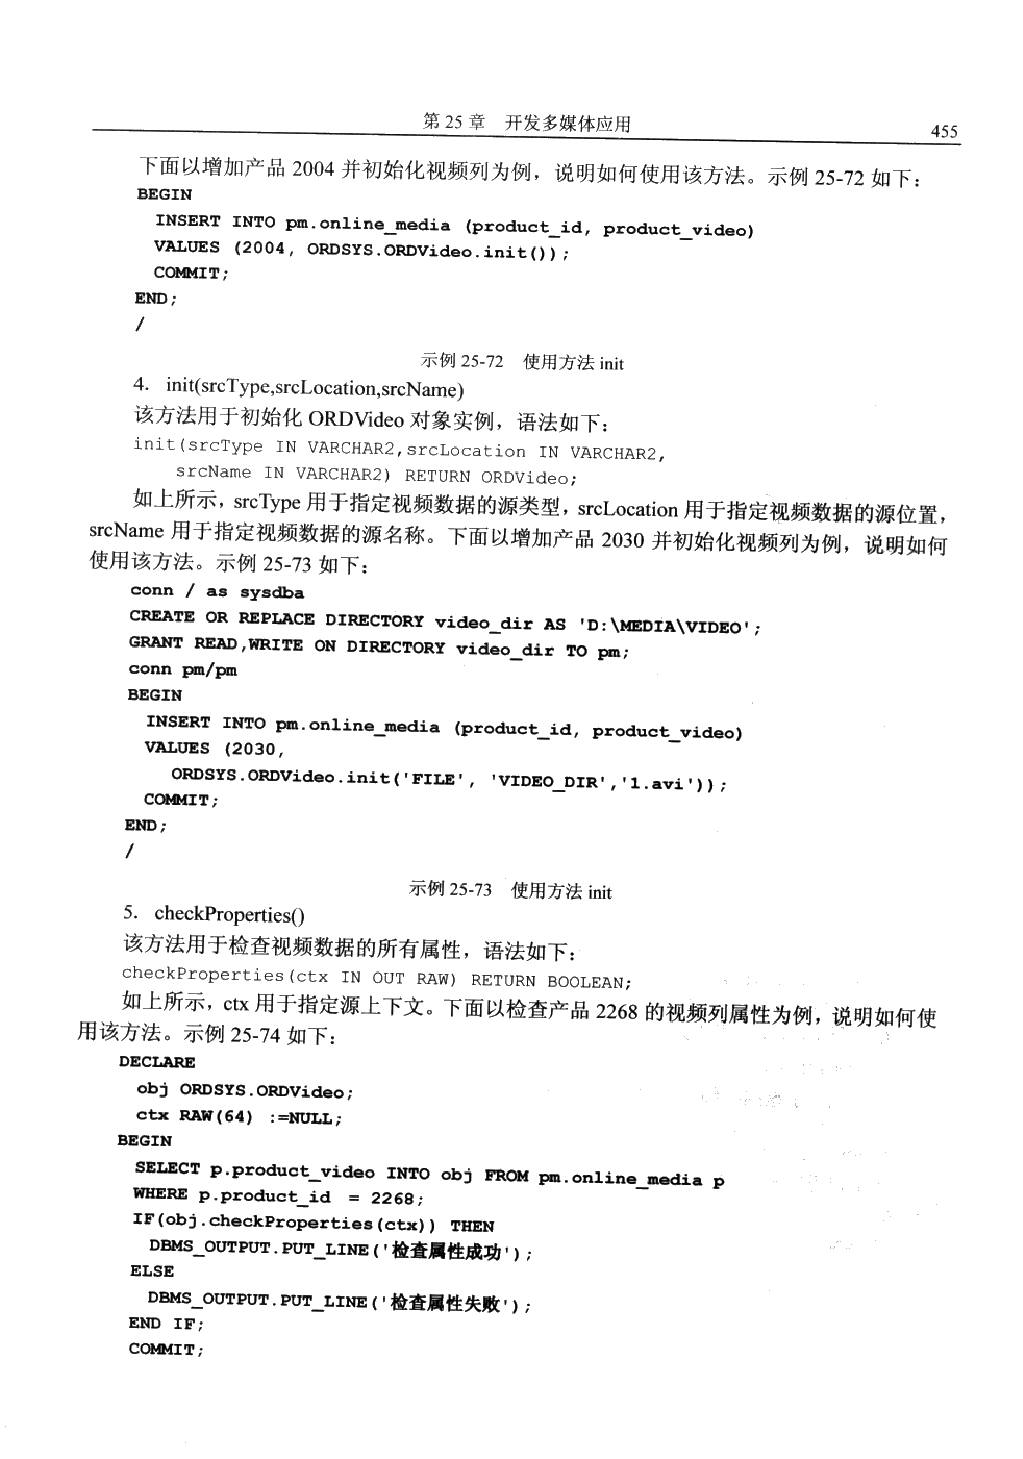 第 25 章 开发多媒体应用 455
下面以增加产品 2004 并初始化视频列为例，说明如何使用该方法。示例 25-72 如下：
BEGIN
INSERT INTO pm.online_media (product_id, product_video)
VALUES (2004, ORDSYS.ORDVideo.init());
COMMIT;
END;
/
示例 25-72 使用方法 init
4. init(srcType,srcLocation,srcName)
该方法用于初始化 ORDVideo 对象实例，语法如下：
init(srcType IN VARCHAR2,srcLocation IN VARCHAR2,
srcName IN VARCHAR2) RETURN ORDVideo;
如上所示，srcType 用于指定视频数据的源类型，srcLocation 用于指定视频数据的源位置，
srcName 用于指定视频数据的源名称。下面以增加产品 2030 并初始化视频列为例，说明如何
使用该方法。示例 25-73 如下：
conn / as sysdba
CREATE OR REPLACE DIRECTORY video_dir AS 'D:\MEDIA\VIDEO';
GRANT READ,WRITE ON DIRECTORY video_dir TO pm;
conn pm/pm
BEGIN
INSERT INTO pm.online_media (product_id, product_video)
VALUES (2030,
ORDSYS.ORDVideo.init('FILE', 'VIDEO_DIR','1.avi'));
COMMIT;
END;
/
示例 25-73 使用方法 init
5. checkProperties()
该方法用于检查视频数据的所有属性，语法如下：
checkProperties(ctx IN OUT RAW) RETURN BOOLEAN;
如上所示，ctx 用于指定源上下文。下面以检查产品 2268 的视频列属性为例，说明如何使
用该方法。示例 25-74 如下：
DECLARE
obj ORDSYS.ORDVideo;
ctx RAW(64) :=NULL;
BEGIN
SELECT p.product_video INTO obj FROM pm.online_media p
WHERE p.product_id = 2268;
IF(obj.checkProperties(ctx)) THEN
DBMS_OUTPUT.PUT_LINE('检查属性成功');
ELSE
DBMS_OUTPUT.PUT_LINE('检查属性失败');
END IF;
COMMIT;